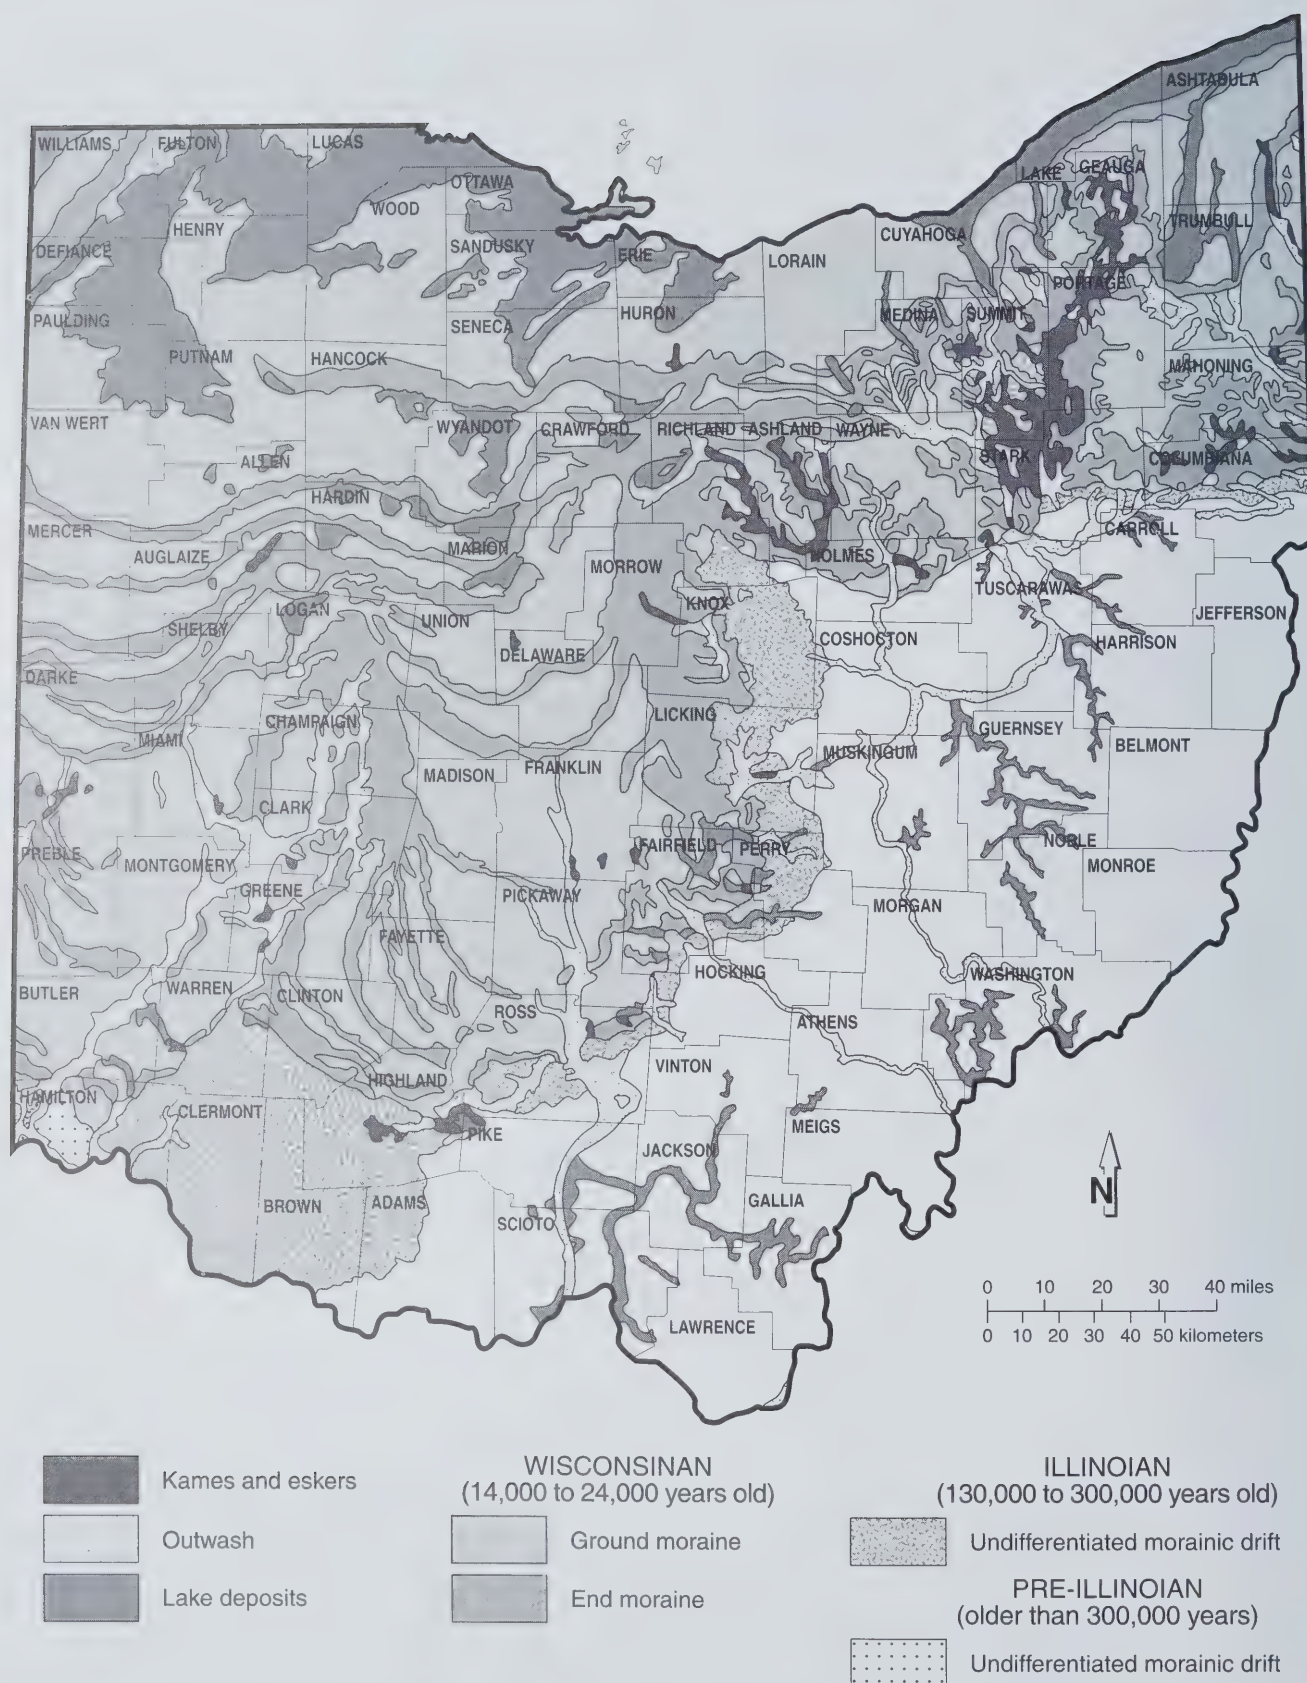 ASHTABULA
WILLIAMS
FULTON
LUCAS
LAKE
GEAUGA
OTTAWA
WOOD
HENRY
TRUMBULL
CUYAHOGA
DEFIANCE
SANDUSKY
ERIE
LORAIN
PORTAGE
PAULDING
SENECA
HURON
MEDINA
SUMMIT
PUTNAM
HANCOCK
MAHONING
VAN WERT
WYANDOT
CRAWFORD
RICHLAND
ASHLAND
WAYNE
STARK
COLUMBIANA
ALLEN
HARDIN
MERCER
AUGLAIZE
MARION
MORROW
HOLMES
CARROLL
TUSCARAWAS
JEFFERSON
LOGAN
KNOX
SHELBY
UNION
DELAWARE
COSHOCTON
HARRISON
DARKE
LICKING
CHAMPAIGN
MIAMI
GUERNSEY
BELMONT
MUSKINGUM
MADISON
FRANKLIN
CLARK
PREBLE
MONTGOMERY
FAIRFIELD
PERRY
NOBLE
MONROE
GREENE
PICKAWAY
MORGAN
FAYETTE
HOCKING
WASHINGTON
BUTLER
WARREN
CLINTON
ROSS
ATHENS
VINTON
HIGHLAND
HAMILTON
CLERMONT
PIKE
MEIGS
JACKSON
BROWN
ADAMS
SCIOTO
GALLIA
LAWRENCE
N
0 10 20 30 40 miles
0 10 20 30 40 50 kilometers
Kames and eskers
Outwash
Lake deposits
WISCONSINAN
(14,000 to 24,000 years old)
Ground moraine
End moraine
ILLINOIAN
(130,000 to 300,000 years old)
Undifferentiated morainic drift
PRE-ILLINOIAN
(older than 300,000 years)
Undifferentiated morainic drift